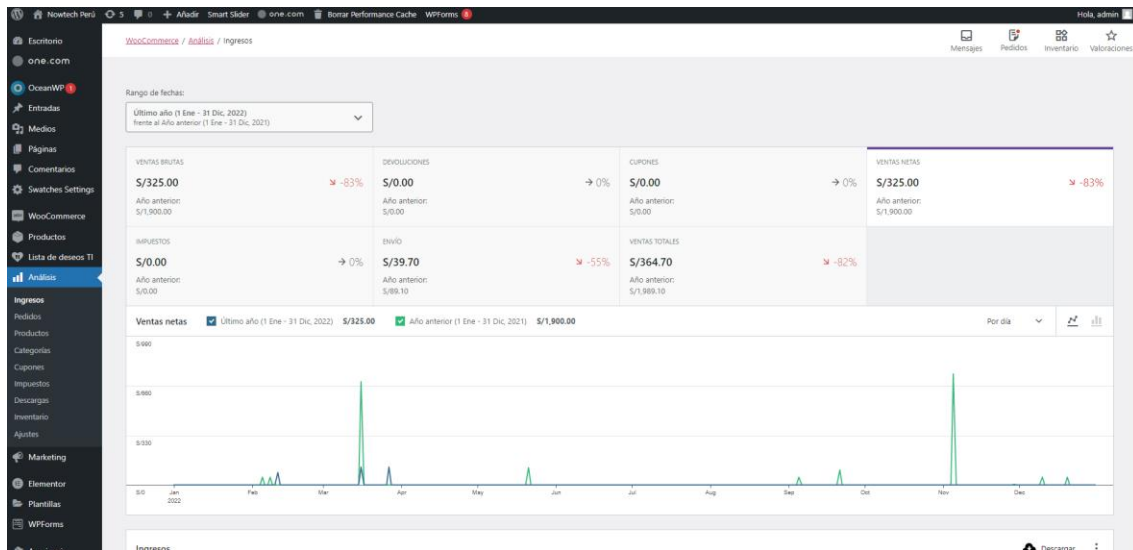 Nowtech Perú 5 0 + Añadir Smart Slider one.com Borrar Performance Cache WPForms 8 Hola, admin
Escritorio
one.com
OceanWP 1
Entradas
Medios
Páginas
Comentarios
Swatches Settings
WooCommerce
Productos
Lista de deseos TI
Análisis
Ingresos
Pedidos
Productos
Categorías
Cupones
Impuestos
Descargas
Inventario
Ajustes
Marketing
Elementor
Plantillas
WPForms
WooCommerce / Análisis / Ingresos
Mensajes Pedidos Inventario Valoraciones
Rango de fechas:
Último año (1 Ene - 31 Dic, 2022)
frente al Año anterior (1 Ene - 31 Dic, 2021)
VENTAS BRUTAS DEVOLUCIONES CUPONES VENTAS NETAS
S/325.00 -83% S/0.00 0% S/0.00 0% S/325.00 -83%
Año anterior: Año anterior: Año anterior: Año anterior:
S/1,900.00 S/0.00 S/0.00 S/1,900.00
IMPUESTOS ENVÍO VENTAS TOTALES
S/0.00 0% S/39.70 -55% S/364.70 -82%
Año anterior: Año anterior: Año anterior:
S/0.00 S/89.10 S/1,989.10
Ventas netas Último año (1 Ene - 31 Dic, 2022) S/325.00 Año anterior (1 Ene - 31 Dic, 2021) S/1,900.00 Por día
S/990
S/660
S/330
S/0 Jan Feb Mar Apr May Jun Jul Aug Sep Oct Nov Dec
2022
Ingresos Descargar